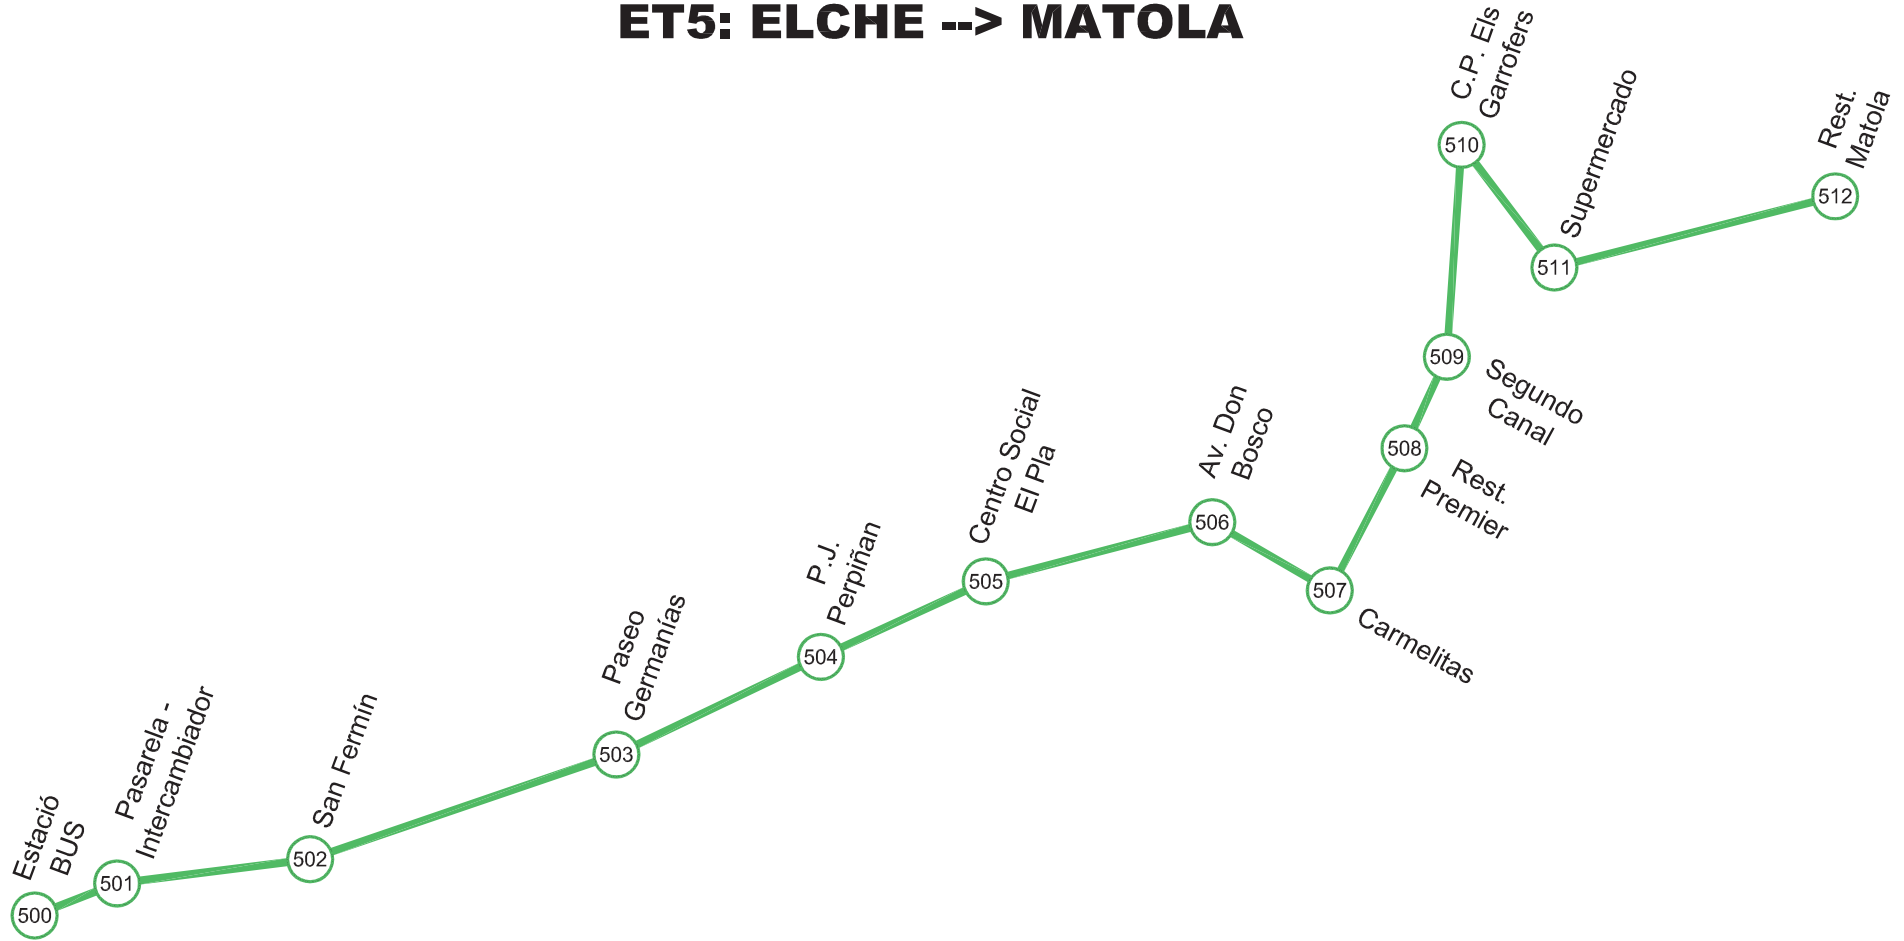 ET5: ELCHE --> MATOLA
500
Estació
BUS
501
Pasarela -
Intercambiador
502
San Fermín
503
Paseo
Germanías
504
P.J.
Perpiñan
505
Centro Social
El Pla
506
Av. Don
Bosco
507
Carmelitas
508
Rest.
Premier
509
Segundo
Canal
510
C.P. Els
Garrofers
511
Supermercado
512
Rest.
Matola